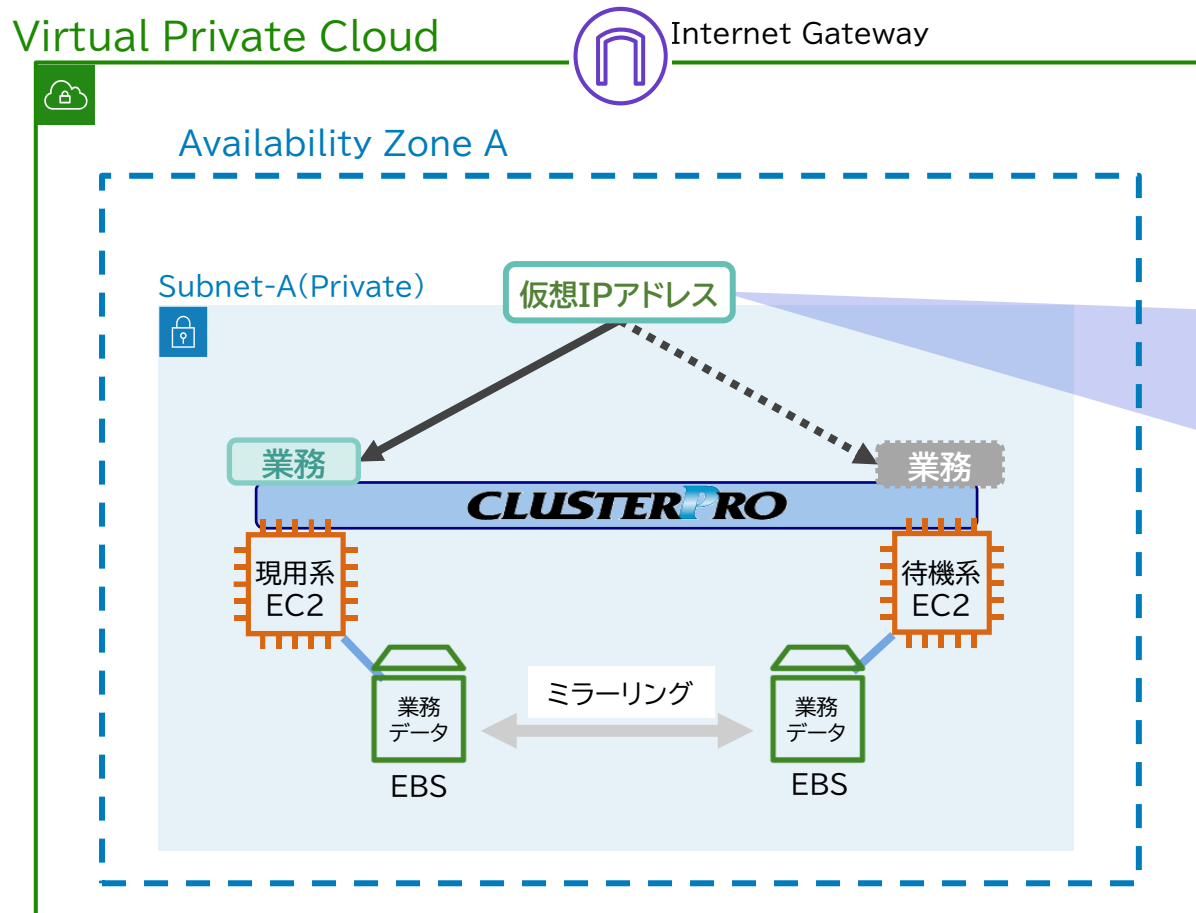 Virtual Private Cloud
Internet Gateway
Availability Zone A
Subnet-A(Private)
仮想IPアドレス
業務
業務
CLUSTERPRO
現用系
EC2
待機系
EC2
ミラーリング
業務
データ
業務
データ
EBS
EBS